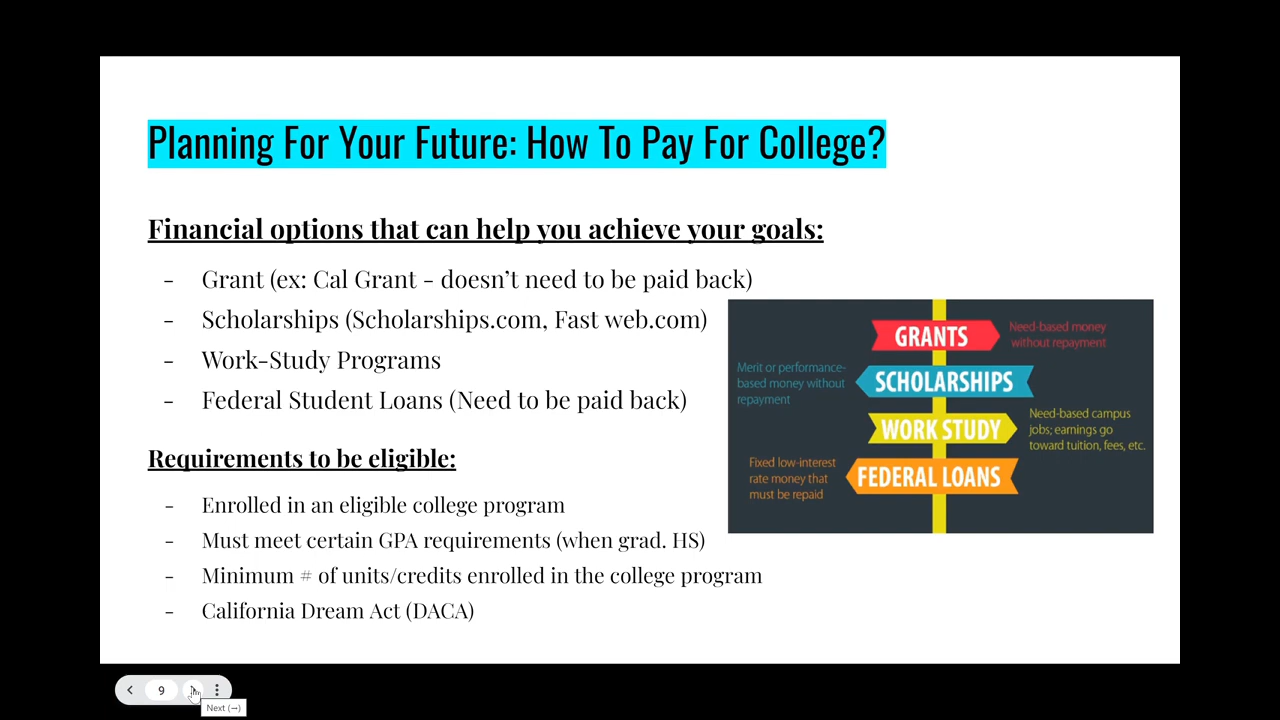 Planning For Your Future: How To Pay For College?
Financial options that can help you achieve your goals:
- Grant (ex: Cal Grant - doesn't need to be paid back)
- Scholarships (Scholarships.com, Fast web.com)
- Work-Study Programs
- Federal Student Loans (Need to be paid back)
GRANTS
Need-based money
without repayment
Merit or performance-
based money without
repayment
SCHOLARSHIPS
WORK STUDY
Need-based campus
jobs; earnings go
toward tuition, fees, etc.
Fixed low-interest
rate money that
must be repaid
FEDERAL LOANS
Requirements to be eligible:
- Enrolled in an eligible college program
- Must meet certain GPA requirements (when grad. HS)
- Minimum # of units/credits enrolled in the college program
- California Dream Act (DACA)
9
Next (→)